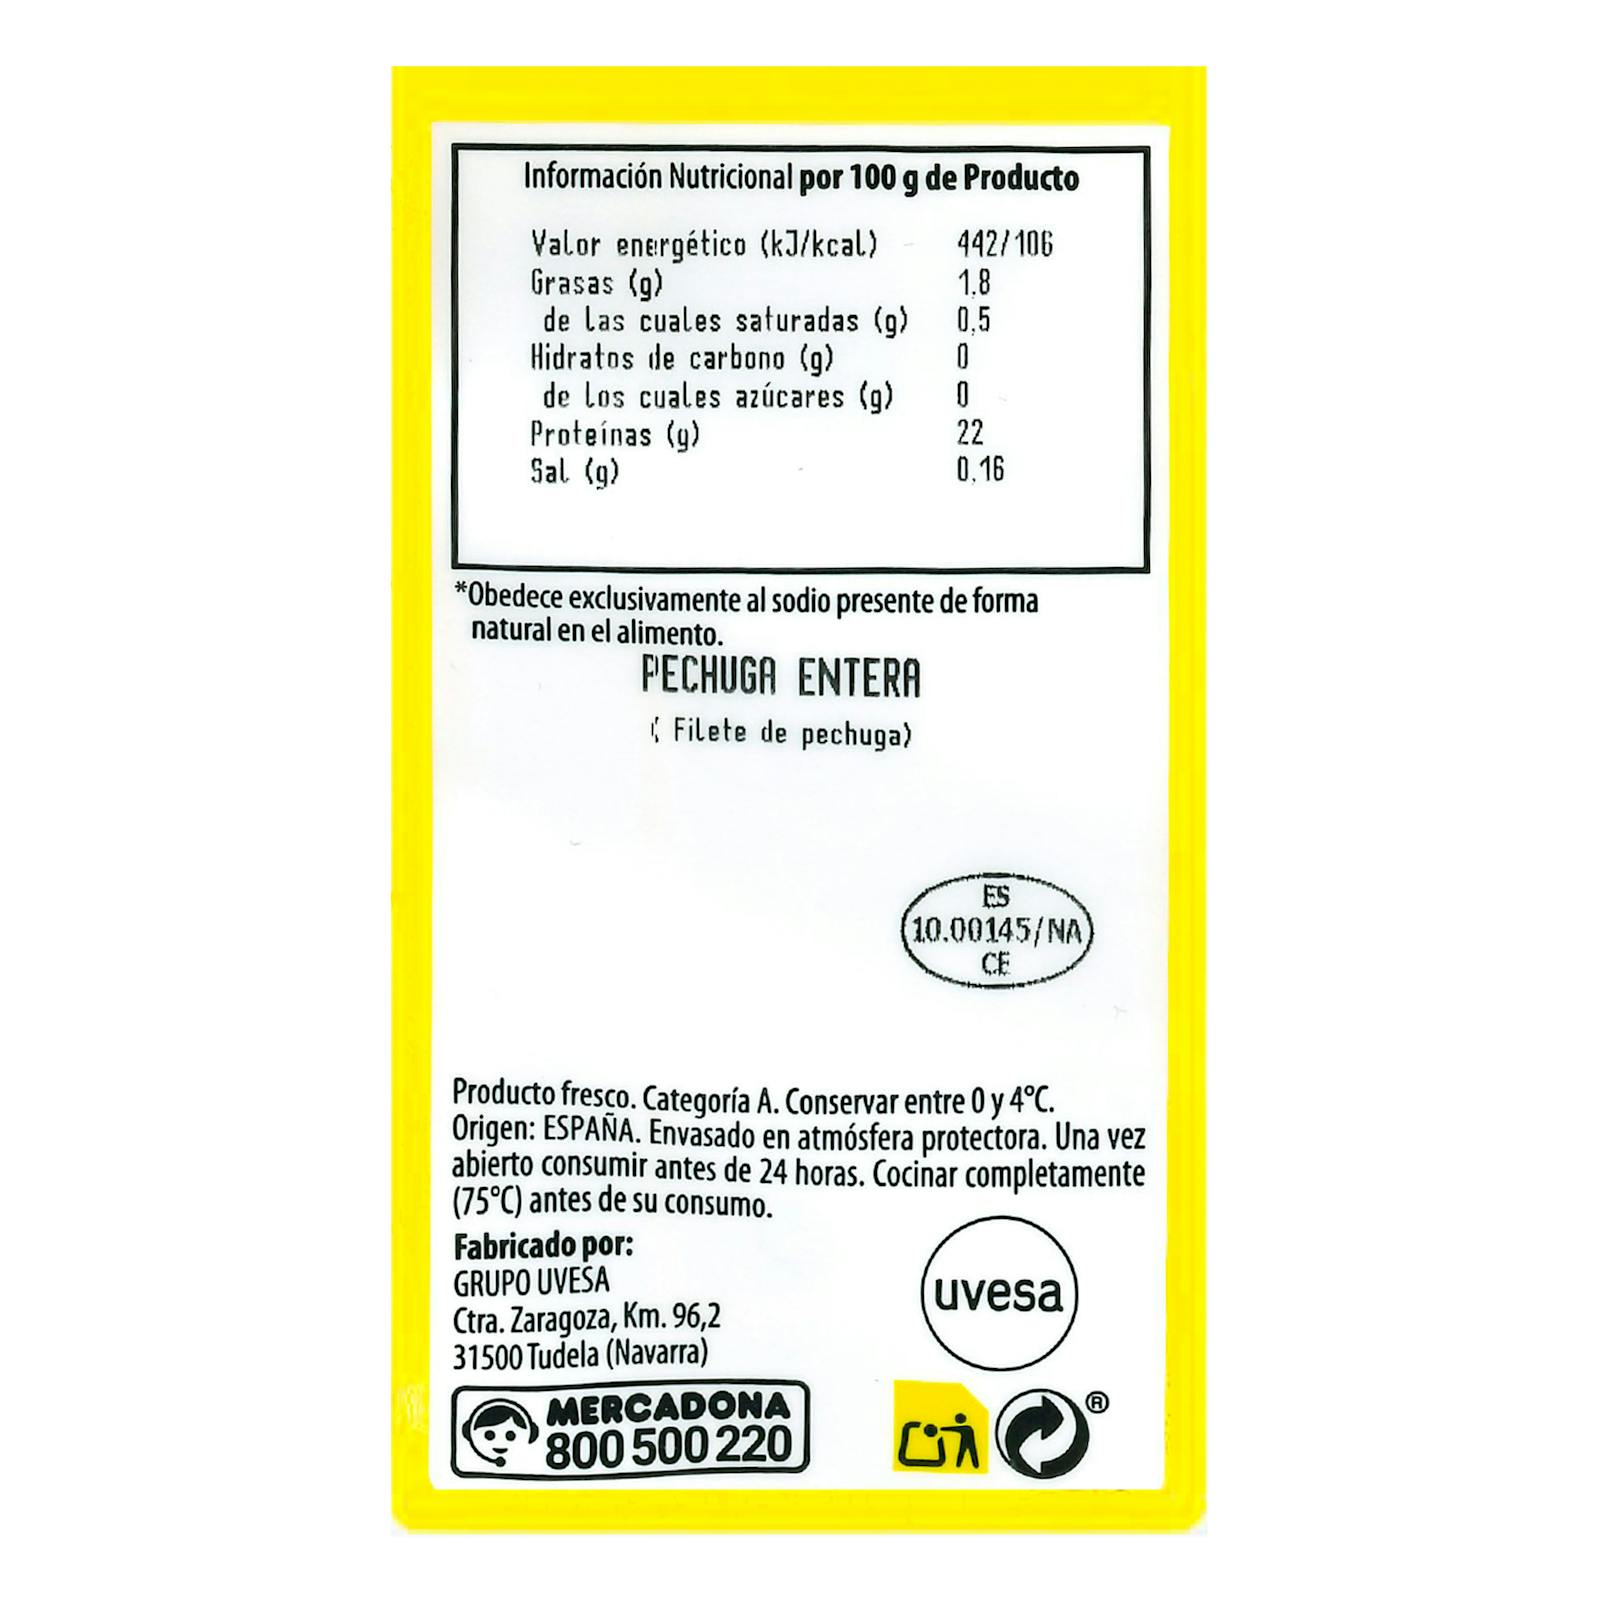 Información Nutricional por 100 g de Producto
Valor energético (kJ/kcal) 442/106
Grasas (g) 1.8
de las cuales saturadas (g) 0,5
Hidratos de carbono (g) 0
de los cuales azúcares (g) 0
Proteínas (g) 22
Sal (g) 0.16
*Obedece exclusivamente al sodio presente de forma
natural en el alimento.
PECHUGA ENTERA
( Filete de pechuga)
ES
10.00145/NA
CE
Producto fresco. Categoría A. Conservar entre 0 y 4°C.
Origen: ESPAÑA. Envasado en atmósfera protectora. Una vez
abierto consumir antes de 24 horas. Cocinar completamente
(75°C) antes de su consumo.
Fabricado por:
GRUPO UVESA
Ctra. Zaragoza, Km. 96,2
31500 Tudela (Navarra)
uvesa
MERCADONA
800 500 220
®